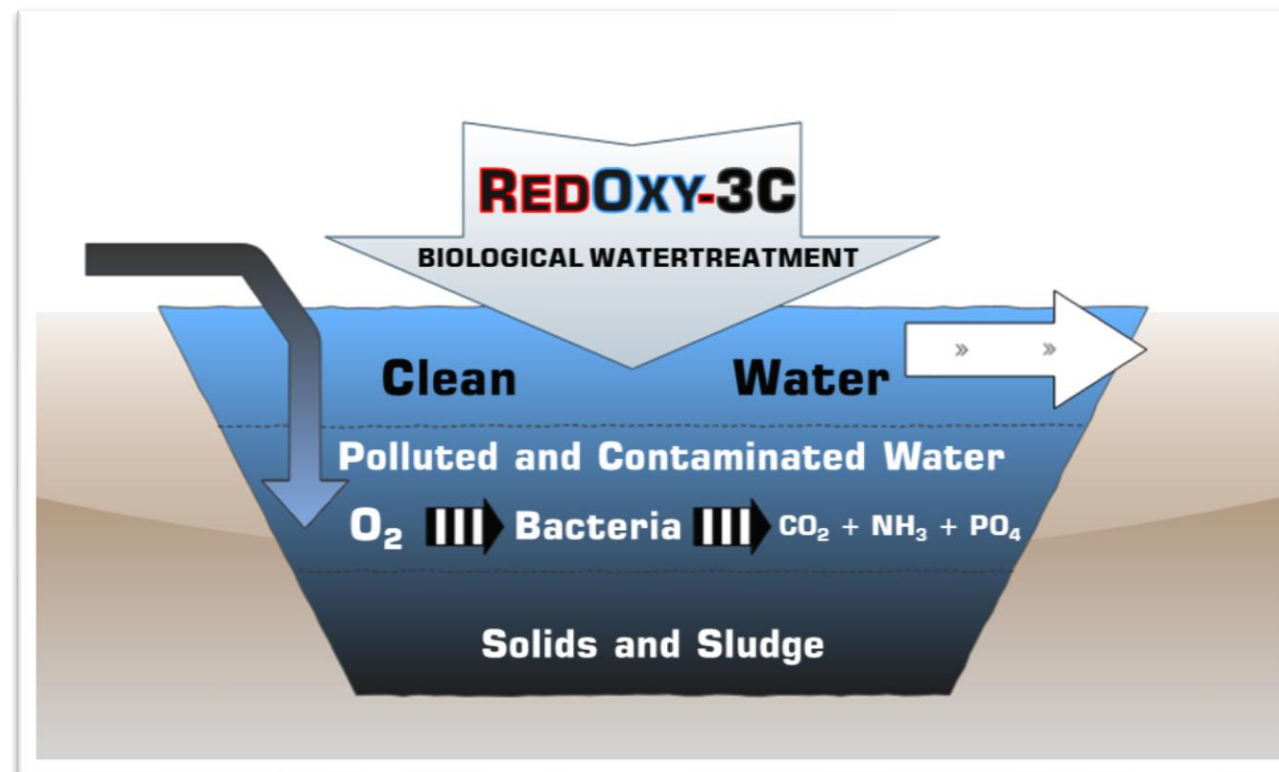 REDOXY-3C
BIOLOGICAL WATERTREATMENT
Clean Water
»  »
Polluted and Contaminated Water
O₂ Bacteria CO₂ + NH₃ + PO₄
Solids and Sludge